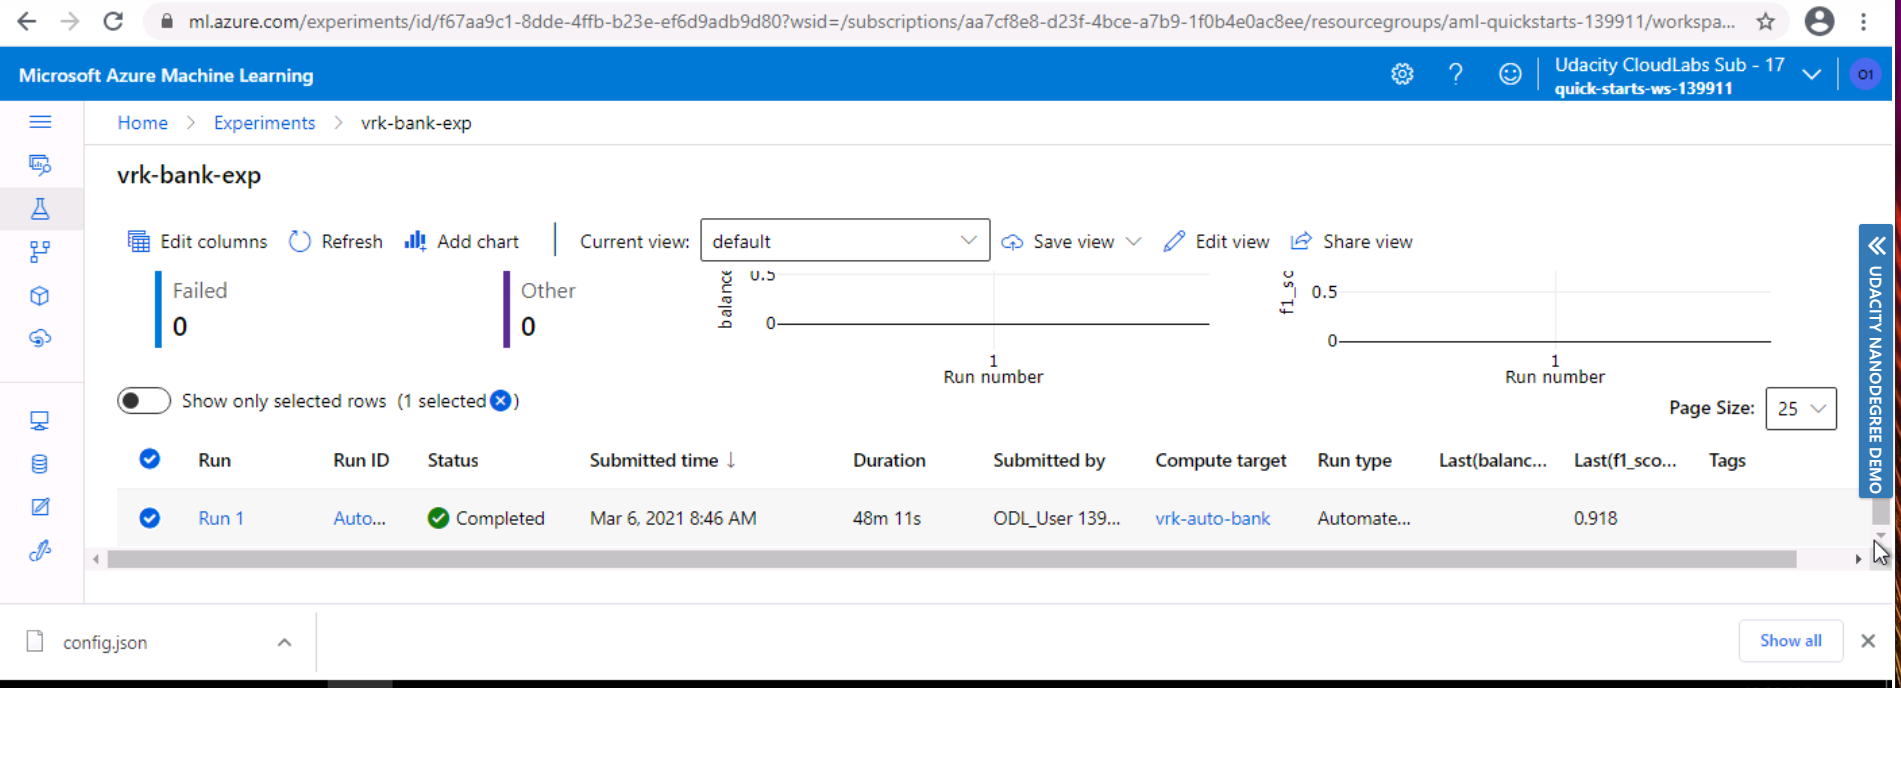 ml.azure.com/experiments/id/f67aa9c1-8dde-4ffb-b23e-ef6d9adb9d80?wsid=/subscriptions/aa7cf8e8-d23f-4bce-a7b9-1f0b4e0ac8ee/resourcegroups/aml-quickstarts-139911/workspa...
Microsoft Azure Machine Learning
Udacity CloudLabs Sub - 17
quick-starts-ws-139911
O1
Home > Experiments > vrk-bank-exp
vrk-bank-exp
Edit columns Refresh Add chart Current view: default Save view Edit view Share view
Failed
0
Other
0
balance
0.5
0
1
Run number
f1_sc
0.5
0
1
Run number
UDACITY NANODEGREE DEMO
Show only selected rows (1 selected )
Page Size: 25
Run Run ID Status Submitted time ↓ Duration Submitted by Compute target Run type Last(balanc... Last(f1_sco... Tags
Run 1 Auto... Completed Mar 6, 2021 8:46 AM 48m 11s ODL_User 139... vrk-auto-bank Automate... 0.918
config.json
Show all